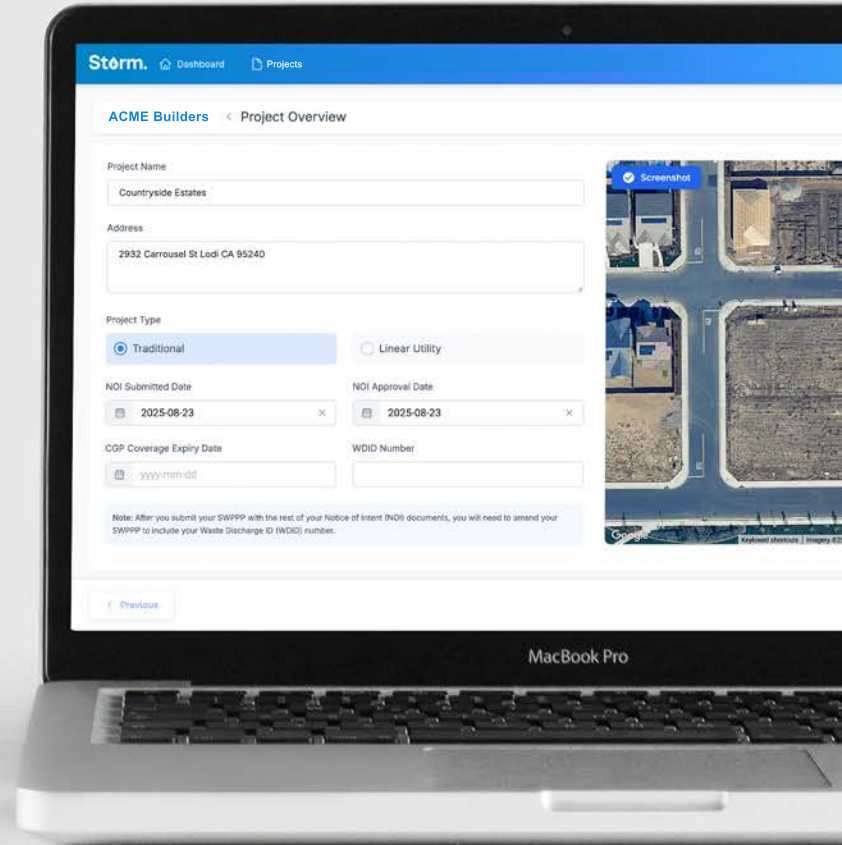 Storm. Dashboard Projects
ACME Builders < Project Overview
Project Name
Countryside Estates
Address
2932 Carrousel St Lodi CA 95240
Project Type
Traditional
Linear Utility
NOI Submitted Date
NOI Approval Date
2025-08-23
2025-08-23
CGP Coverage Expiry Date
WDID Number
yyyy-mm-dd
Note: After you submit your SWPPP with the rest of your Notice of Intent (NOI) documents, you will need to amend your
SWPPP to include your Waste Discharge ID (WDID) number.
Previous
Screenshot
Google
Keyboard shortcuts
Imagery
MacBook Pro